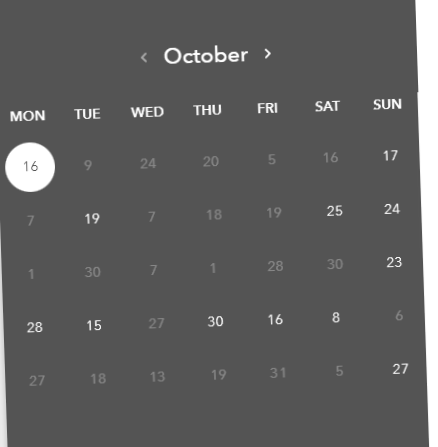 ‹ October ›
MON TUE WED THU FRI SAT SUN
16 9 24 20 5 16 17
7 19 7 18 19 25 24
1 30 7 1 28 30 23
28 15 27 30 16 8 6
27 18 13 19 31 5 27